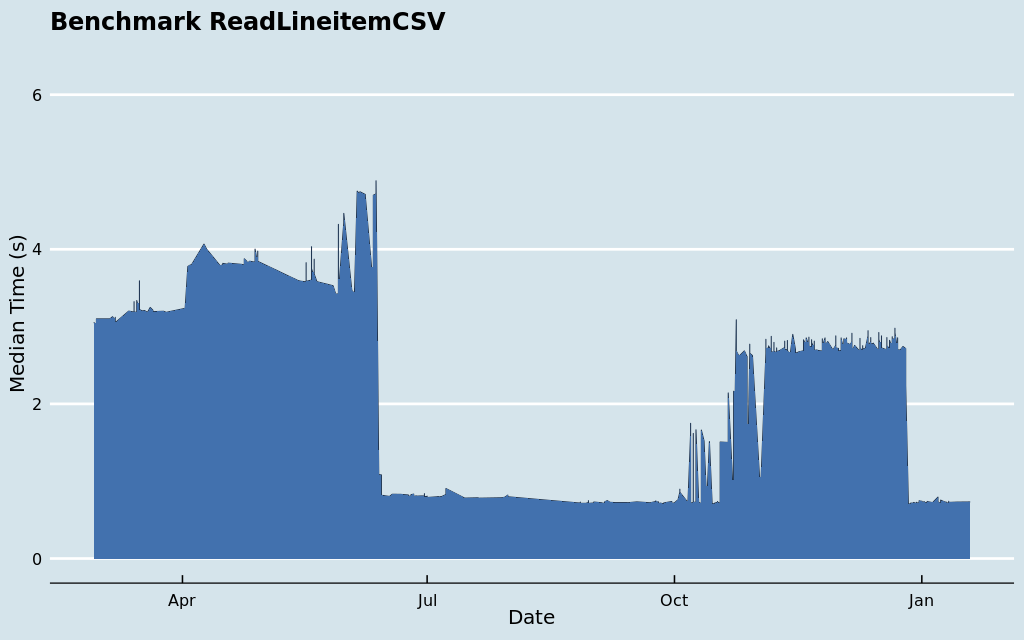 Benchmark ReadLineitemCSV
6
4
2
0
Median Time (s)
Apr Jul Oct Jan
Date